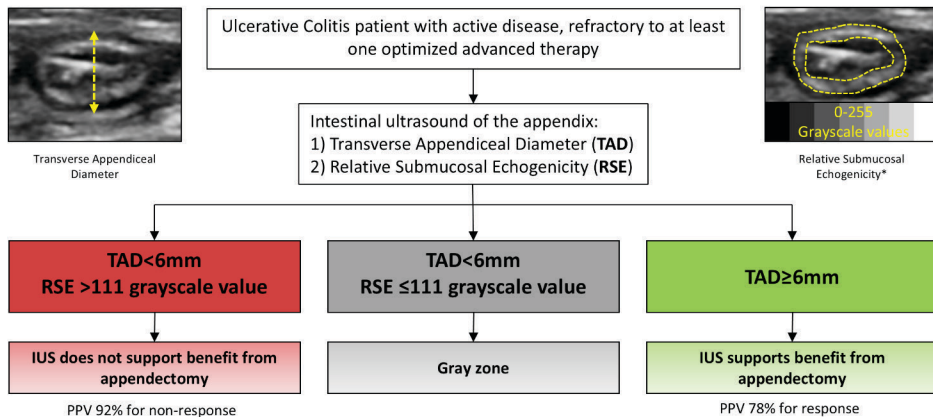 Ulcerative Colitis patient with active disease, refractory to at least
one optimized advanced therapy
Transverse Appendiceal
Diameter
0-255
Grayscale values
Relative Submucosal
Echogenicity*
Intestinal ultrasound of the appendix:
1) Transverse Appendiceal Diameter (TAD)
2) Relative Submucosal Echogenicity (RSE)
TAD<6mm
RSE >111 grayscale value
TAD<6mm
RSE ≤111 grayscale value
TAD≥6mm
IUS does not support benefit from
appendectomy
Gray zone
IUS supports benefit from
appendectomy
PPV 92% for non-response
PPV 78% for response